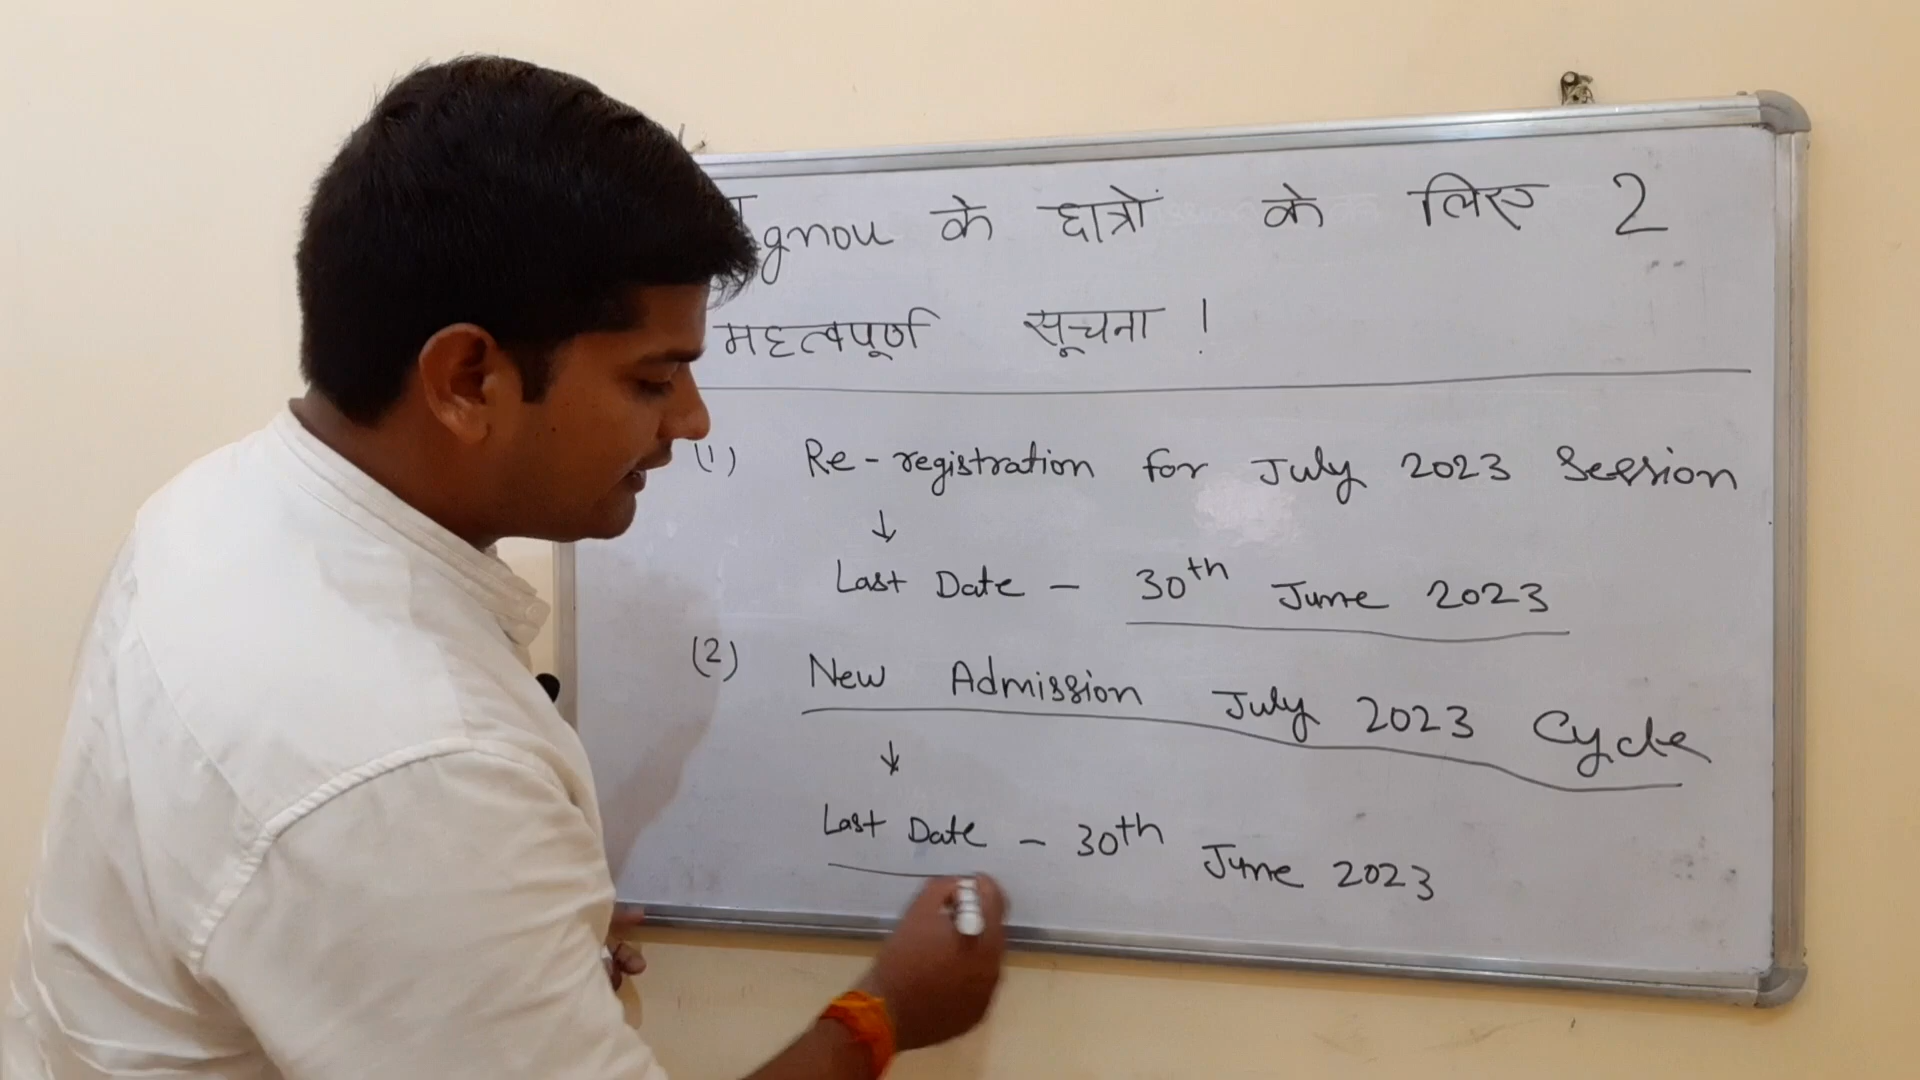 gnou के छात्रों के लिए 2
महत्वपूर्ण सूचना !
(1) Re-registration for July 2023 Session
↓
Last Date - 30th June 2023
(2) New Admission July 2023 Cycle
↓
Last Date - 30th June 2023